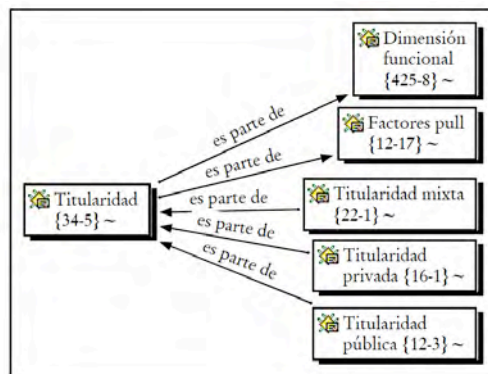 Dimensión
funcional
{425-8} ~
es parte de
Factores pull
{12-17} ~
es parte de
Titularidad
{34-5} ~
es parte de
Titularidad mixta
{22-1} ~
es parte de
Titularidad
privada {16-1} ~
es parte de
Titularidad
pública {12-3} ~